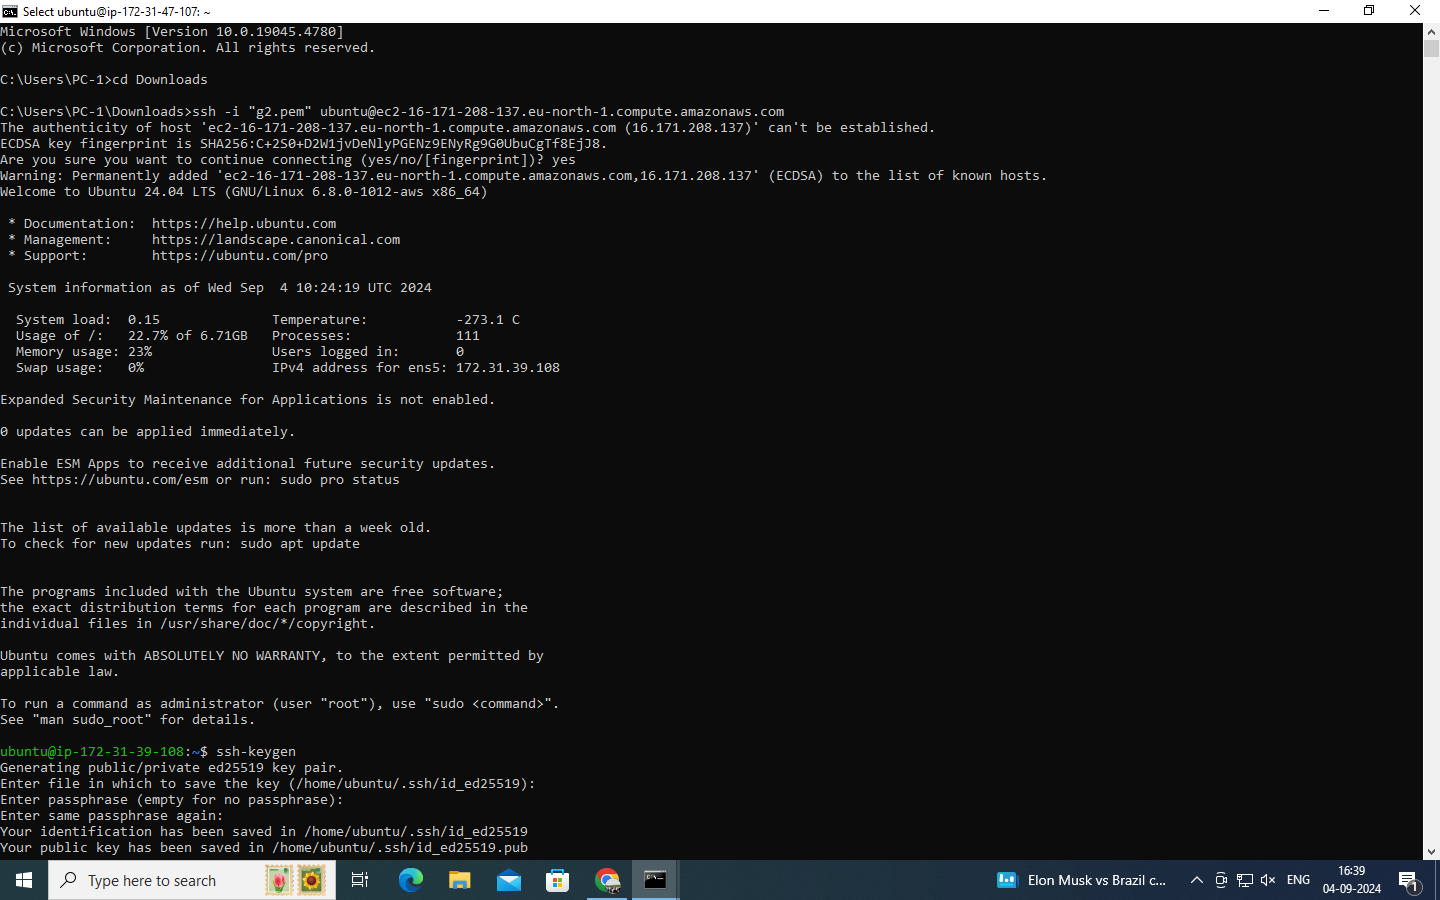 Select ubuntu@ip-172-31-47-107: ~
Microsoft Windows [Version 10.0.19045.4780]
(c) Microsoft Corporation. All rights reserved.
C:\Users\PC-1>cd Downloads
C:\Users\PC-1\Downloads>ssh -i "g2.pem" ubuntu@ec2-16-171-208-137.eu-north-1.compute.amazonaws.com
The authenticity of host 'ec2-16-171-208-137.eu-north-1.compute.amazonaws.com (16.171.208.137)' can't be established.
ECDSA key fingerprint is SHA256:C+2S0+D2W1jvDeNlyPGENz9ENyRg9G0UbuCgTf8EjJ8.
Are you sure you want to continue connecting (yes/no/[fingerprint])? yes
Warning: Permanently added 'ec2-16-171-208-137.eu-north-1.compute.amazonaws.com,16.171.208.137' (ECDSA) to the list of known hosts.
Welcome to Ubuntu 24.04 LTS (GNU/Linux 6.8.0-1012-aws x86_64)
* Documentation:  https://help.ubuntu.com
* Management:     https://landscape.canonical.com
* Support:        https://ubuntu.com/pro
System information as of Wed Sep  4 10:24:19 UTC 2024
System load:  0.15              Temperature:           -273.1 C
Usage of /:   22.7% of 6.71GB   Processes:             111
Memory usage: 23%               Users logged in:       0
Swap usage:   0%                IPv4 address for ens5: 172.31.39.108
Expanded Security Maintenance for Applications is not enabled.
0 updates can be applied immediately.
Enable ESM Apps to receive additional future security updates.
See https://ubuntu.com/esm or run: sudo pro status
The list of available updates is more than a week old.
To check for new updates run: sudo apt update
The programs included with the Ubuntu system are free software;
the exact distribution terms for each program are described in the
individual files in /usr/share/doc/*/copyright.
Ubuntu comes with ABSOLUTELY NO WARRANTY, to the extent permitted by
applicable law.
To run a command as administrator (user "root"), use "sudo <command>".
See "man sudo_root" for details.
ubuntu@ip-172-31-39-108:~$ ssh-keygen
Generating public/private ed25519 key pair.
Enter file in which to save the key (/home/ubuntu/.ssh/id_ed25519):
Enter passphrase (empty for no passphrase):
Enter same passphrase again:
Your identification has been saved in /home/ubuntu/.ssh/id_ed25519
Your public key has been saved in /home/ubuntu/.ssh/id_ed25519.pub
Type here to search
Elon Musk vs Brazil c...
ENG
16:39
04-09-2024
1